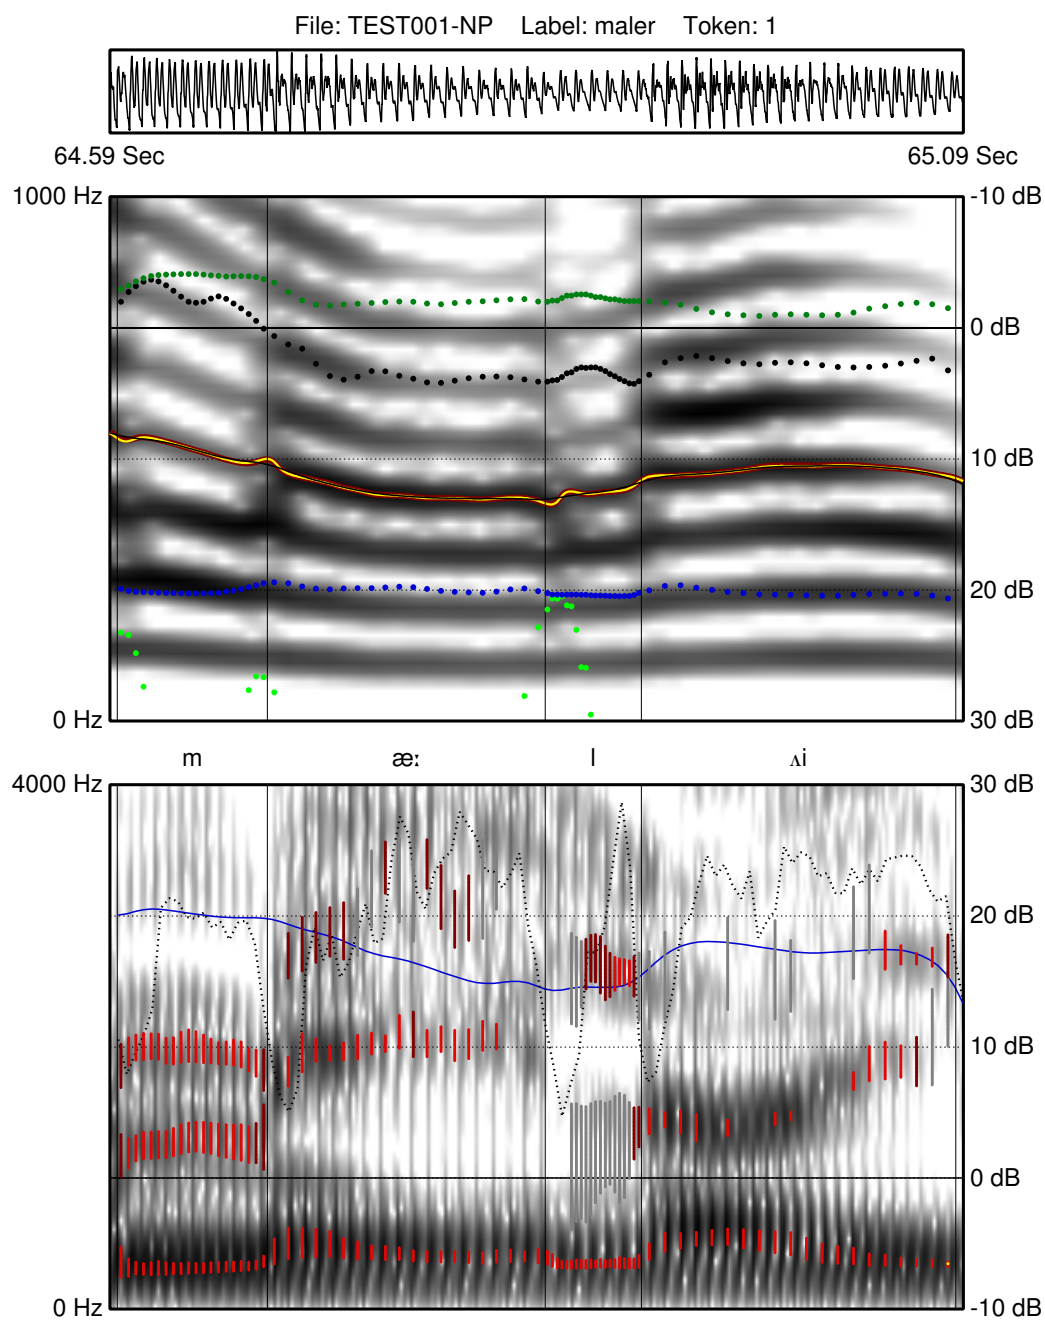 File: TEST001-NP    Label: maler    Token: 1
64.59 Sec    65.09 Sec
1000 Hz    -10 dB
0 dB
10 dB
20 dB
0 Hz    30 dB
m    æː    l    ʌi
4000 Hz    30 dB
20 dB
10 dB
0 dB
0 Hz    -10 dB